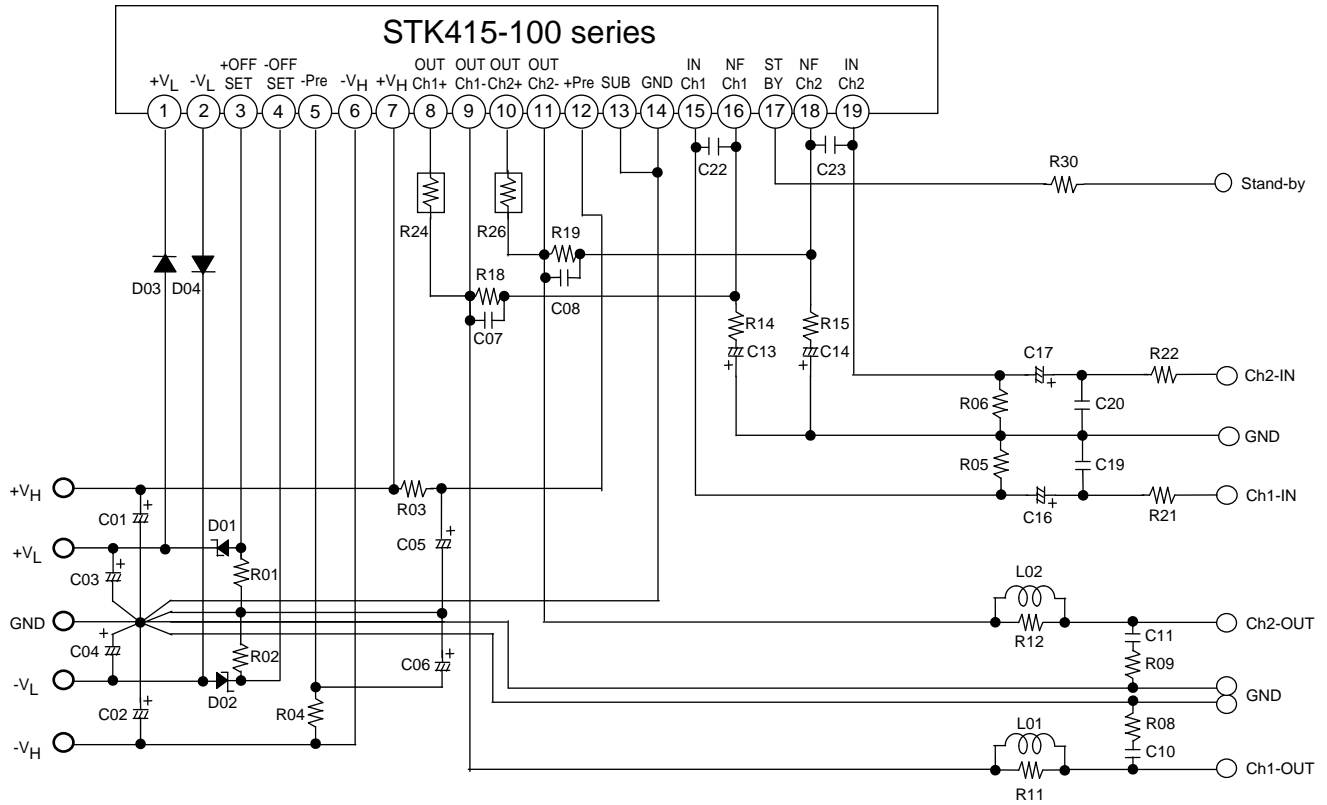 STK415-100 series
+VL
-VL
+OFF SET
-OFF SET
-Pre
-VH
+VH
OUT Ch1+
OUT Ch1-
OUT Ch2+
OUT Ch2-
+Pre
SUB
GND
IN Ch1
NF Ch1
ST BY
NF Ch2
IN Ch2
1 2 3 4 5 6 7 8 9 10 11 12 13 14 15 16 17 18 19
C22
C23
R30
Stand-by
R24
R26
R19
D03
D04
R18
C08
C07
R14
R15
C13
C14
+
+
C17
+
R22
Ch2-IN
R06
C20
GND
R05
C19
+VH
C01
+
R03
C16
+
R21
Ch1-IN
+VL
C03
+
D01
R01
C05
+
GND
L02
R12
C11
Ch2-OUT
C04
+
R02
C06
+
R09
-VL
D02
GND
C02
+
R04
L01
R08
-VH
C10
R11
Ch1-OUT